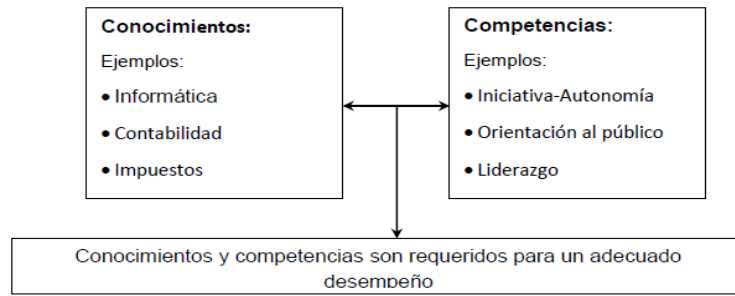 Conocimientos:
Ejemplos:
• Informática
• Contabilidad
• Impuestos
Competencias:
Ejemplos:
• Iniciativa-Autonomía
• Orientación al público
• Liderazgo
Conocimientos y competencias son requeridos para un adecuado
desempeño